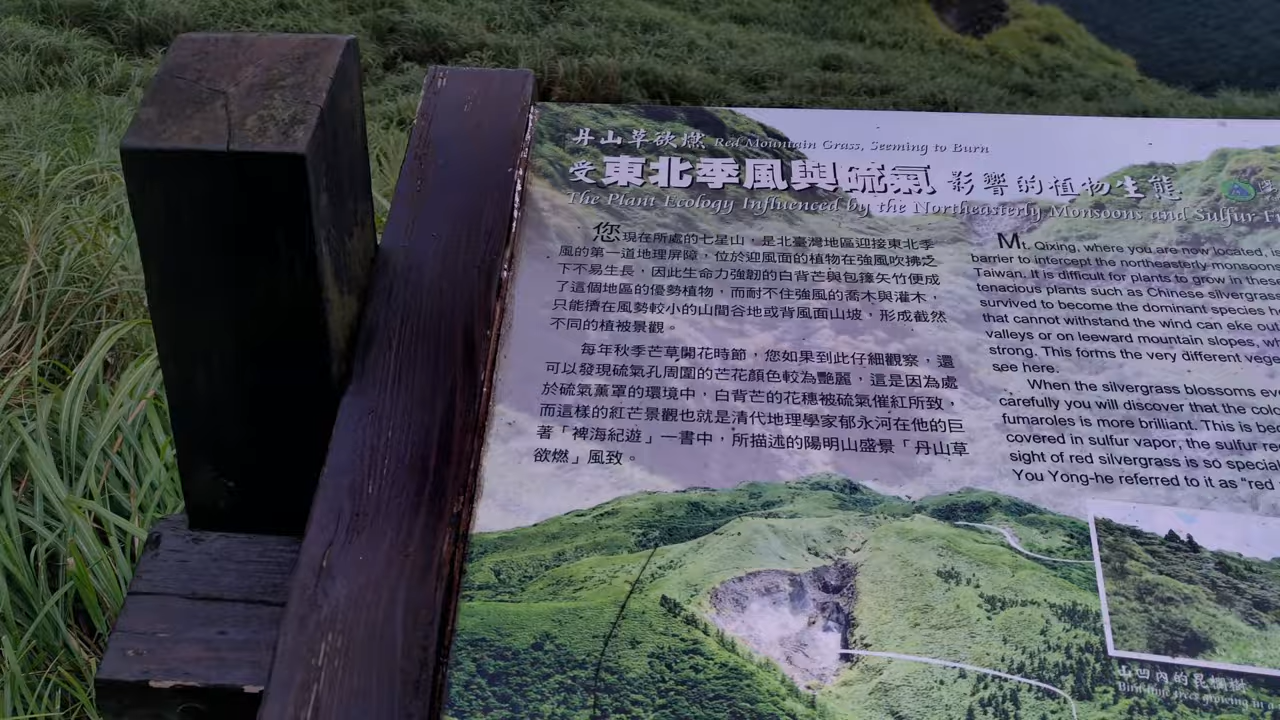 丹山草欲燃 Red Mountain Grass, Seeming to Burn
受東北季風與硫氣影響的植物生態
The Plant Ecology Influenced by the Northeasterly Monsoons and Sulfur
您現在所處的七星山，是北臺灣地區迎接東北季
風的第一道屏障，位於迎風面的植物在強風吹拂之
下不易生長，因此生命力強韌的白背芒與包籜矢竹便成
了這個地區的優勢植物，而耐不住強風的喬木與灌木，
只能擠在風勢較小的山間谷地或背風面山坡，形成截然
不同的植被景觀。
每年秋季芒草開花時節，您如果到此仔細觀察，還
可以發現硫氣孔周圍的芒花顏色較為艷麗，這是因為處
於硫氣薰罩的環境中，白背芒的花穗被硫氣催紅所致，
而這樣的紅芒景觀也就是清代地理學家郁永河在他的巨
著「裨海紀遊」一書中，所描述的陽明山盛景「丹山草
欲燃」風致。
Mt. Qixing, where you are now located, is
barrier to intercept the northeasterly monsoons
Taiwan. It is difficult for plants to grow in these
tenacious plants such as Chinese silvergrass
survived to become the dominant species h
that cannot withstand the wind can eke out
valleys or on leeward mountain slopes, wh
strong. This forms the very different vege
see here.
When the silvergrass blossoms eve
carefully you will discover that the colo
fumaroles is more brilliant. This is bec
covered in sulfur vapor, the sulfur re
sight of red silvergrass is so special
You Yong-he referred to it as "red
山凹內的昆欄樹
growing in a